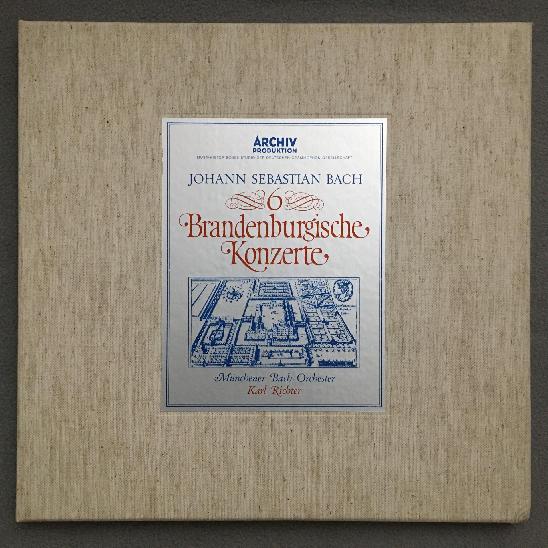 ARCHIV
PRODUKTION
JOHANN SEBASTIAN BACH
6
Brandenburgische
Konzerte
Münchener Bach-Orchester
Karl Richter